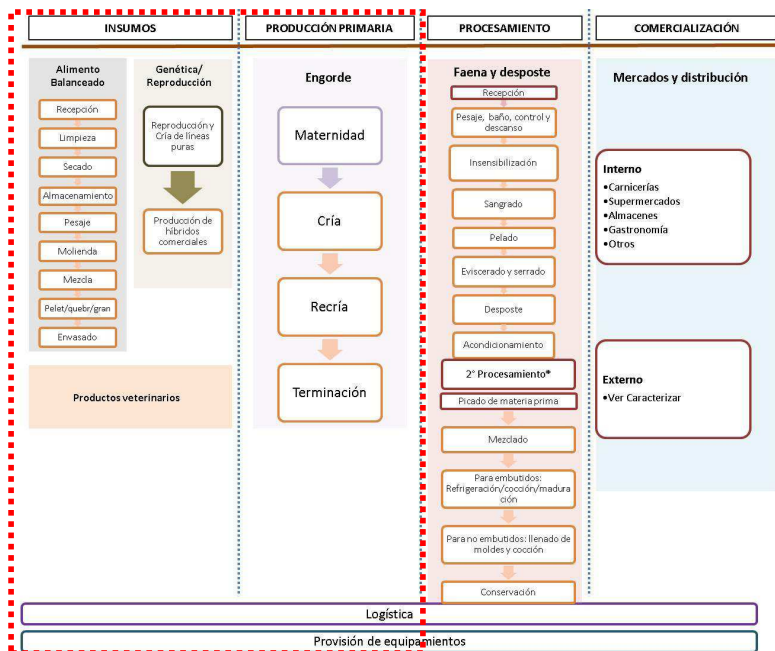 INSUMOS
PRODUCCIÓN PRIMARIA
PROCESAMIENTO
COMERCIALIZACIÓN
Alimento
Balanceado
Recepción
Limpieza
Secado
Almacenamiento
Pesaje
Molienda
Mezcla
Pelet/quebr/gran
Envasado
Genética/
Reproducción
Reproducción y
Cría de líneas
puras
Producción de
híbridos
comerciales
Productos veterinarios
Engorde
Maternidad
Cría
Recría
Terminación
Faena y desposte
Recepción
Pesaje, baño, control y
descanso
Insensibilización
Sangrado
Pelado
Eviscerado y serrado
Desposte
Acondicionamiento
2° Procesamiento*
Picado de materia prima
Mezclado
Para embutidos:
Refrigeración/cocción/madura
ción
Para no embutidos: llenado de
moldes y cocción
Conservación
Mercados y distribución
Interno
•Carnicerías
•Supermercados
•Almacenes
•Gastronomía
•Otros
Externo
•Ver Caracterizar
Logística
Provisión de equipamientos